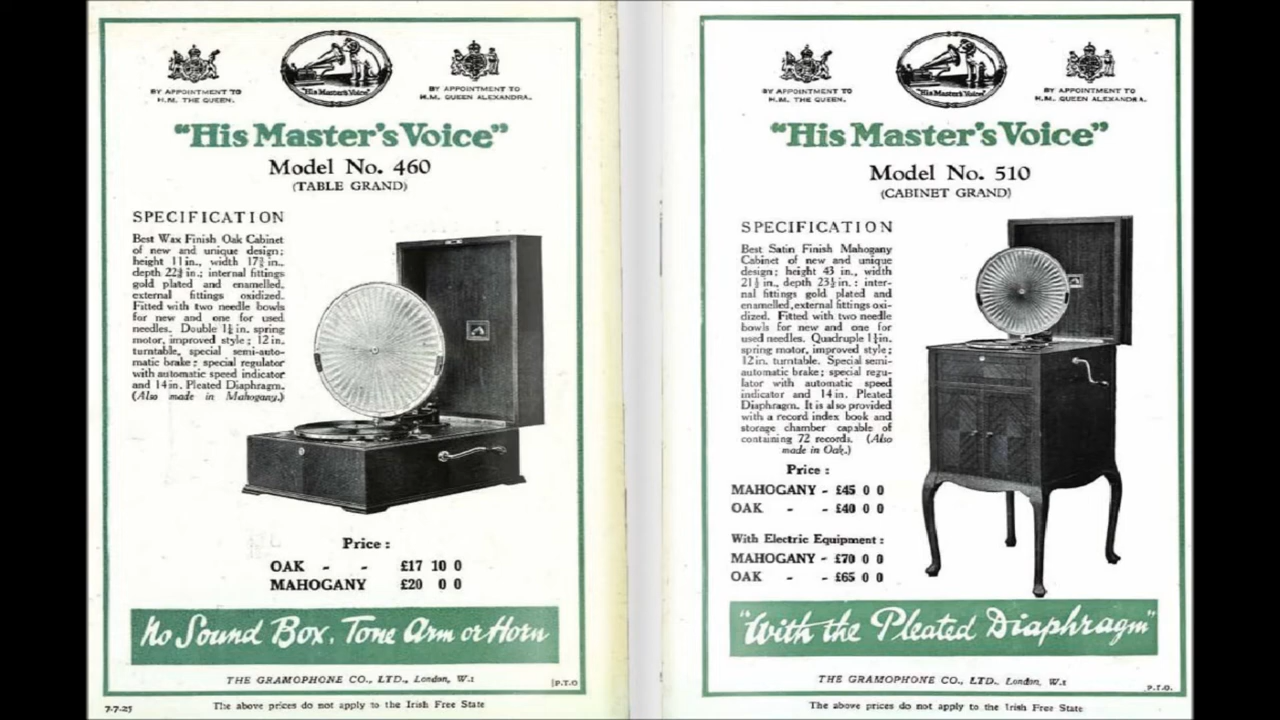 "His Master's Voice"
BY APPOINTMENT TO
H.M. THE QUEEN.
BY APPOINTMENT TO
H.M. QUEEN ALEXANDRA.
"His Master's Voice"
Model No. 460
(TABLE GRAND)
SPECIFICATION
Best Wax Finish Oak Cabinet
of new and unique design;
height 11 in., width 17¾ in.,
depth 22¾ in.; internal fittings
gold plated and enamelled,
external fittings oxidized.
Fitted with two needle bowls
for new and one for used
needles. Double 1¼ in. spring
motor, improved style; 12 in.
turntable, special semi-auto-
matic brake; special regulator
with automatic speed indicator
and 14 in. Pleated Diaphragm.
(Also made in Mahogany.)
Price :
OAK - - £17 10 0
MAHOGANY £20 0 0
No Sound Box, Tone Arm or Horn
THE GRAMOPHONE CO., LTD., London, W.1
[P.T.O
7-7-25
The above prices do not apply to the Irish Free State
"His Master's Voice"
BY APPOINTMENT TO
H.M. THE QUEEN.
BY APPOINTMENT TO
H.M. QUEEN ALEXANDRA.
"His Master's Voice"
Model No. 510
(CABINET GRAND)
SPECIFICATION
Best Satin Finish Mahogany
Cabinet of new and unique
design; height 43 in., width
21½ in., depth 23½ in. : inter-
nal fittings gold plated and
enamelled, external fittings oxi-
dized. Fitted with two needle
bowls for new and one for
used needles. Quadruple 1¼ in.
spring motor, improved style;
12 in. turntable. Special semi-
automatic brake; special regu-
lator with automatic speed
indicator and 14 in. Pleated
Diaphragm. It is also provided
with a record index book and
storage chamber capable of
containing 72 records. (Also
made in Oak.)
Price :
MAHOGANY - £45 0 0
OAK - - £40 0 0
With Electric Equipment :
MAHOGANY - £70 0 0
OAK - - £65 0 0
"With the Pleated Diaphragm"
THE GRAMOPHONE CO., LTD., London, W.1
P.T.O.
The above prices do not apply to the Irish Free State